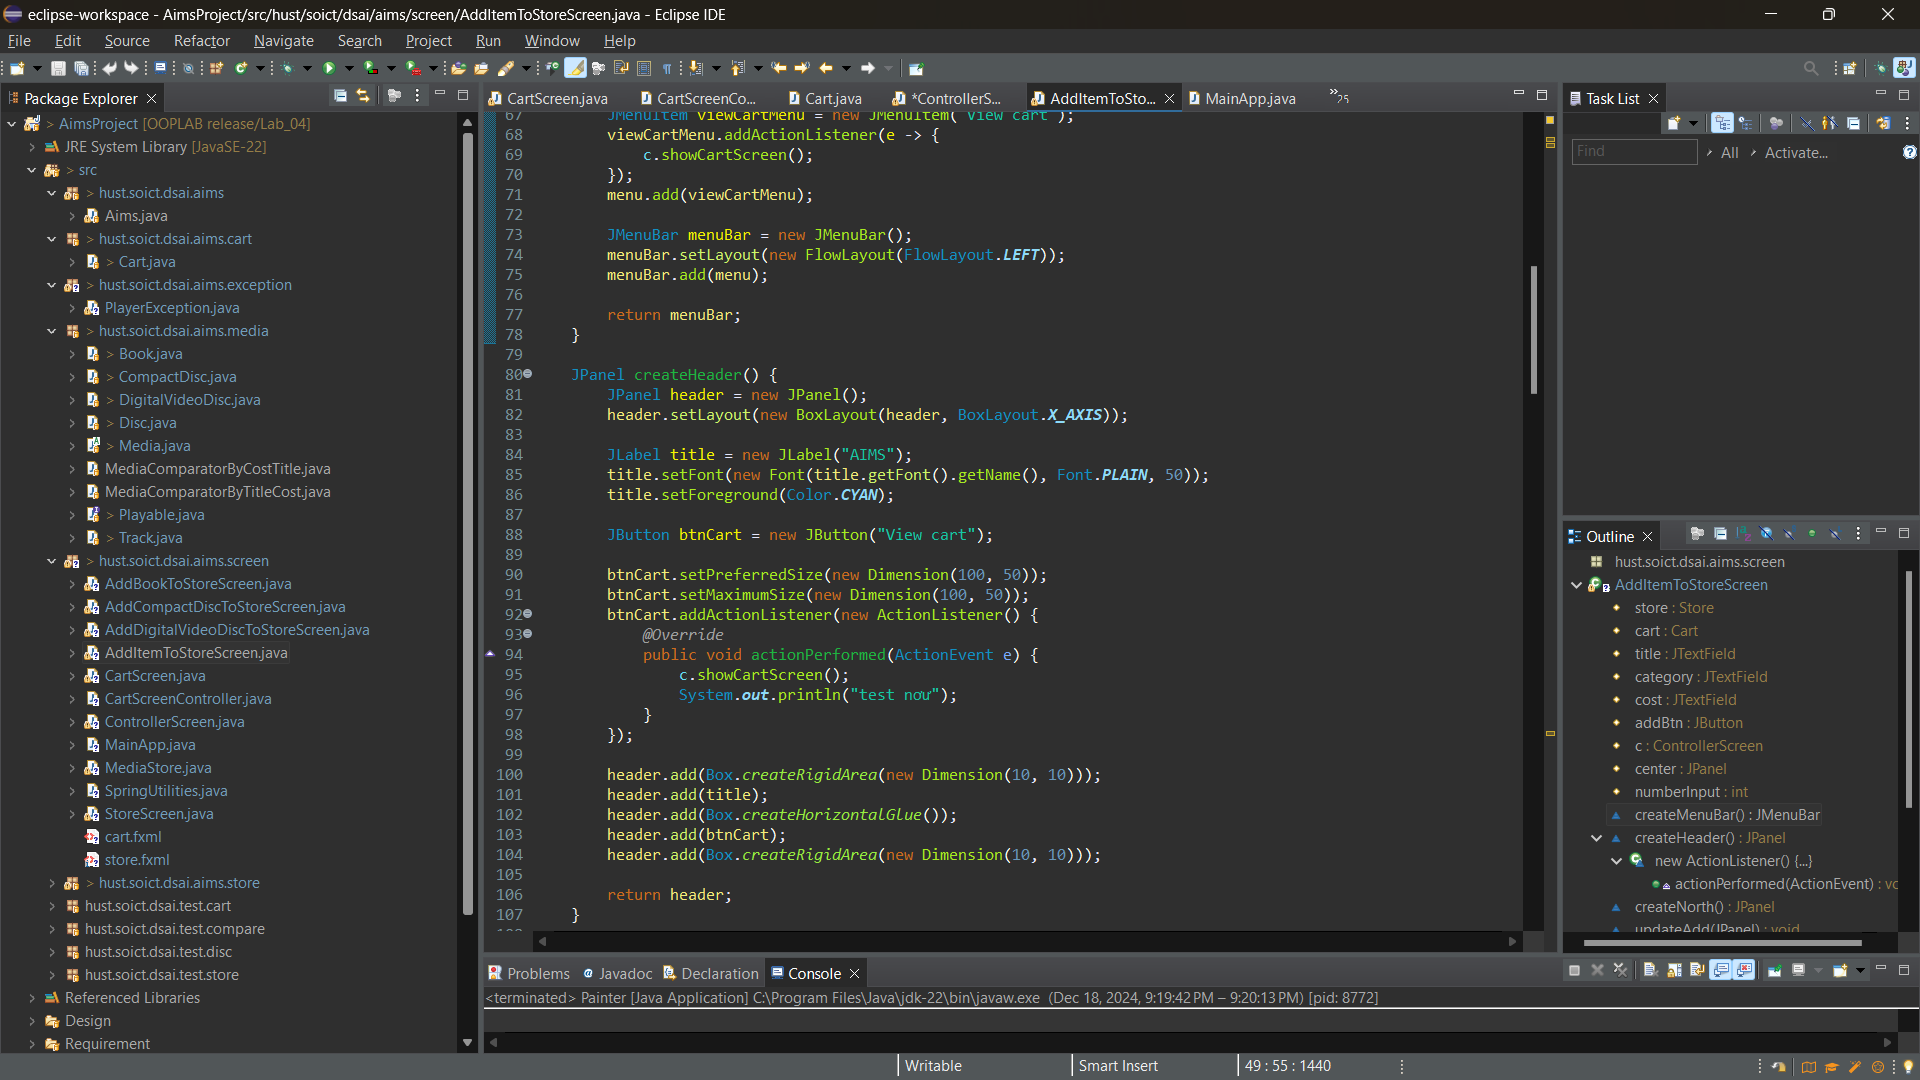 eclipse-workspace - AimsProject/src/hust/soict/dsai/aims/screen/AddItemToStoreScreen.java - Eclipse IDE
File Edit Source Refactor Navigate Search Project Run Window Help
Package Explorer
> AimsProject [OOPLAB release/Lab_04]
JRE System Library [JavaSE-22]
> src
> hust.soict.dsai.aims
Aims.java
> hust.soict.dsai.aims.cart
> Cart.java
> hust.soict.dsai.aims.exception
PlayerException.java
> hust.soict.dsai.aims.media
> Book.java
> CompactDisc.java
> DigitalVideoDisc.java
> Disc.java
> Media.java
MediaComparatorByCostTitle.java
MediaComparatorByTitleCost.java
> Playable.java
> Track.java
> hust.soict.dsai.aims.screen
AddBookToStoreScreen.java
AddCompactDiscToStoreScreen.java
AddDigitalVideoDiscToStoreScreen.java
AddItemToStoreScreen.java
CartScreen.java
CartScreenController.java
ControllerScreen.java
MainApp.java
MediaStore.java
SpringUtilities.java
StoreScreen.java
cart.fxml
store.fxml
> hust.soict.dsai.aims.store
hust.soict.dsai.test.cart
hust.soict.dsai.test.compare
hust.soict.dsai.test.disc
hust.soict.dsai.test.store
Referenced Libraries
Design
Requirement
CartScreen.java CartScreenCo... Cart.java *ControllerS... AddItemToSto... MainApp.java »25
67 JMenuItem viewCartMenu = new JMenuItem("View cart");
68 viewCartMenu.addActionListener(e -> {
69 c.showCartScreen();
70 });
71 menu.add(viewCartMenu);
72
73 JMenuBar menuBar = new JMenuBar();
74 menuBar.setLayout(new FlowLayout(FlowLayout.LEFT));
75 menuBar.add(menu);
76
77 return menuBar;
78 }
79
80 JPanel createHeader() {
81 JPanel header = new JPanel();
82 header.setLayout(new BoxLayout(header, BoxLayout.X_AXIS));
83
84 JLabel title = new JLabel("AIMS");
85 title.setFont(new Font(title.getFont().getName(), Font.PLAIN, 50));
86 title.setForeground(Color.CYAN);
87
88 JButton btnCart = new JButton("View cart");
89
90 btnCart.setPreferredSize(new Dimension(100, 50));
91 btnCart.setMaximumSize(new Dimension(100, 50));
92 btnCart.addActionListener(new ActionListener() {
93 @Override
94 public void actionPerformed(ActionEvent e) {
95 c.showCartScreen();
96 System.out.println("test nơư");
97 }
98 });
99
100 header.add(Box.createRigidArea(new Dimension(10, 10)));
101 header.add(title);
102 header.add(Box.createHorizontalGlue());
103 header.add(btnCart);
104 header.add(Box.createRigidArea(new Dimension(10, 10)));
105
106 return header;
107 }
Task List
Find All Activate...
Outline
hust.soict.dsai.aims.screen
AddItemToStoreScreen
store : Store
cart : Cart
title : JTextField
category : JTextField
cost : JTextField
addBtn : JButton
c : ControllerScreen
center : JPanel
numberInput : int
createMenuBar() : JMenuBar
createHeader() : JPanel
new ActionListener() {...}
actionPerformed(ActionEvent) : vc
createNorth() : JPanel
updateAdd(JPanel) : void
Problems Javadoc Declaration Console
<terminated> Painter [Java Application] C:\Program Files\Java\jdk-22\bin\javaw.exe (Dec 18, 2024, 9:19:42 PM – 9:20:13 PM) [pid: 8772]
Writable Smart Insert 49 : 55 : 1440